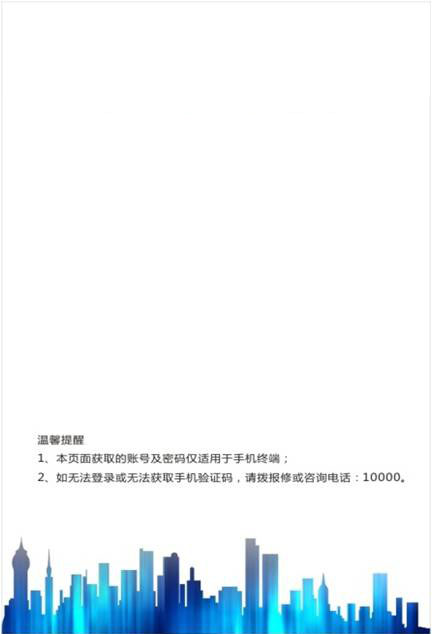 温馨提醒
1、本页面获取的账号及密码仅适用于手机终端；
2、如无法登录或无法获取手机验证码，请拨报修或咨询电话：10000。